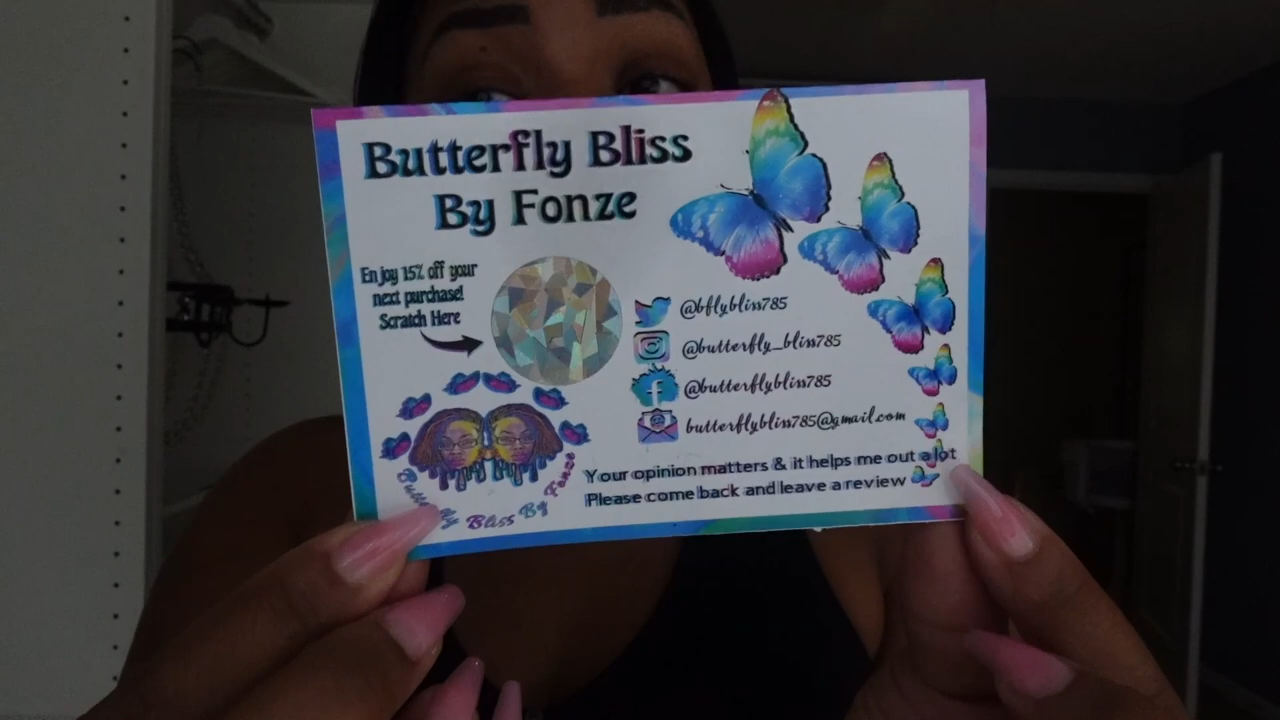 Butterfly Bliss
By Fonze
Enjoy 15% off your
next purchase!
Scratch Here
@bflybliss785
@butterfly_bliss785
@butterflybliss785
butterflybliss785@gmail.com
Your opinion matters & it helps me out a lot
Please come back and leave a review
Bliss By Fonze